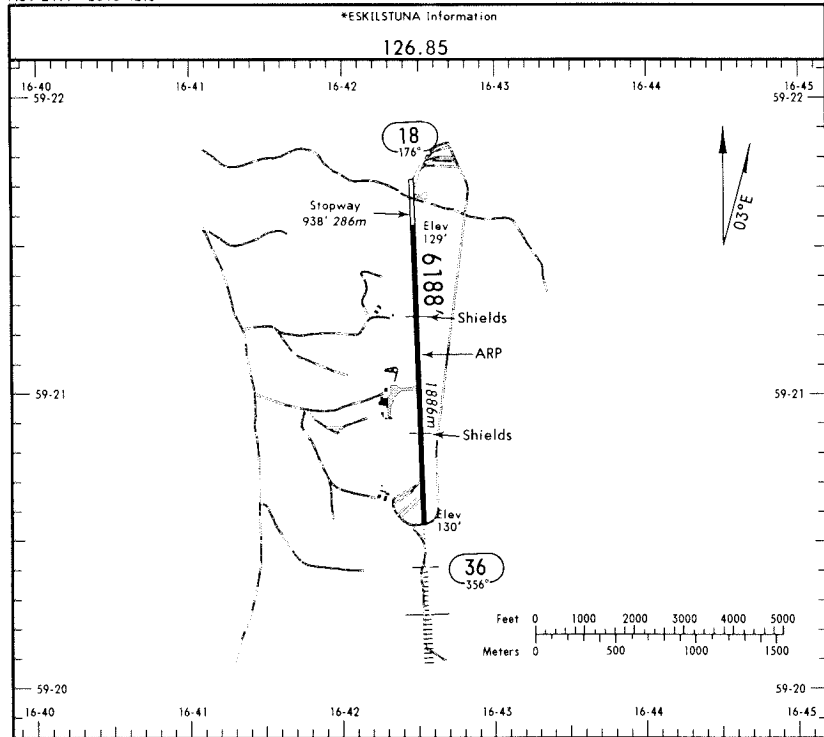 *ESKILSTUNA Information
126.85
16-40 16-41 16-42 16-43 16-44 16-45
59-22 59-22
18
176°
03°E
Stopway
938' 286m
Elev
129'
6188'
Shields
ARP
59-21 59-21
1886m
Shields
Elev
130'
36
356°
Feet 0 1000 2000 3000 4000 5000
Meters 0 500 1000 1500
59-20 59-20
16-40 16-41 16-42 16-43 16-44 16-45